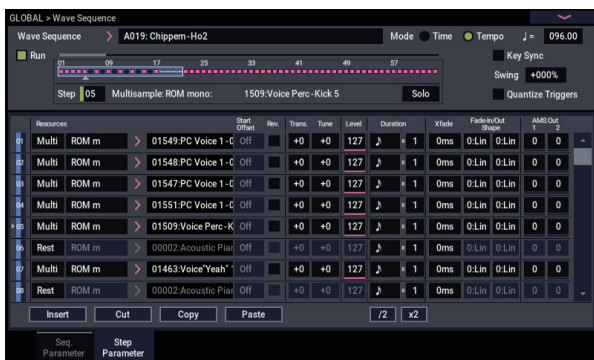 GLOBAL > Wave Sequence
Wave Sequence A019: Chippem-Ho2 Mode Time Tempo ♩= 096.00
Run 01 09 17 25 33 41 49 57 Key Sync
Swing +000%
Step 05 Multisample: ROM mono: 1509:Voice Perc-Kick 5 Solo Quantize Triggers
Resources Start Offset Rev. Trans. Tune Level Duration Xfade Fade-In/Out Shape AMS Out 1 2
01 Multi ROM m 01549:PC Voice 1 -0 Off +0 +0 127 ♪ x 1 0ms 0:Lin 0:Lin 0 0
02 Multi ROM m 01548:PC Voice 1 -0 Off +0 +0 127 ♪ x 1 0ms 0:Lin 0:Lin 0 0
03 Multi ROM m 01547:PC Voice 1 -0 Off +0 +0 127 ♪ x 1 0ms 0:Lin 0:Lin 0 0
04 Multi ROM m 01551:PC Voice 1 -0 Off +0 +0 127 ♪ x 1 0ms 0:Lin 0:Lin 0 0
05 Multi ROM m 01509:Voice Perc-K Off +0 +0 127 ♪ x 1 0ms 0:Lin 0:Lin 0 0
06 Rest ROM m 00002:Acoustic Pian Off +0 +0 127 ♪ x 1 0ms 0:Lin 0:Lin 0 0
07 Multi ROM m 01463:Voice"Yeah" Off +0 +0 127 ♪ x 1 0ms 0:Lin 0:Lin 0 0
08 Rest ROM m 00002:Acoustic Pian Off +0 +0 127 ♪ x 1 0ms 0:Lin 0:Lin 0 0
Insert Cut Copy Paste /2 x2
Seq. Parameter Step Parameter